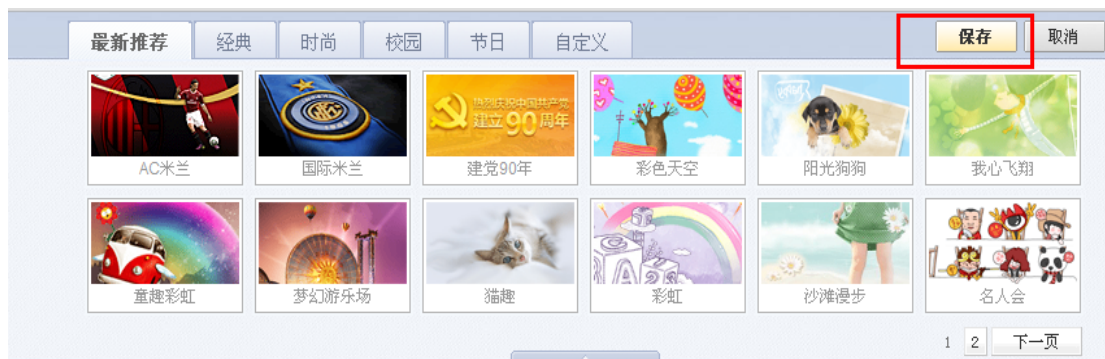 最新推荐 经典 时尚 校园 节日 自定义 保存 取消
热烈庆祝中国共产党
建立90周年
AC米兰 国际米兰 建党90年 彩色天空 阳光狗狗 我心飞翔
童趣彩虹 梦幻游乐场 猫趣 彩虹 沙滩漫步 名人会
1 2 下一页